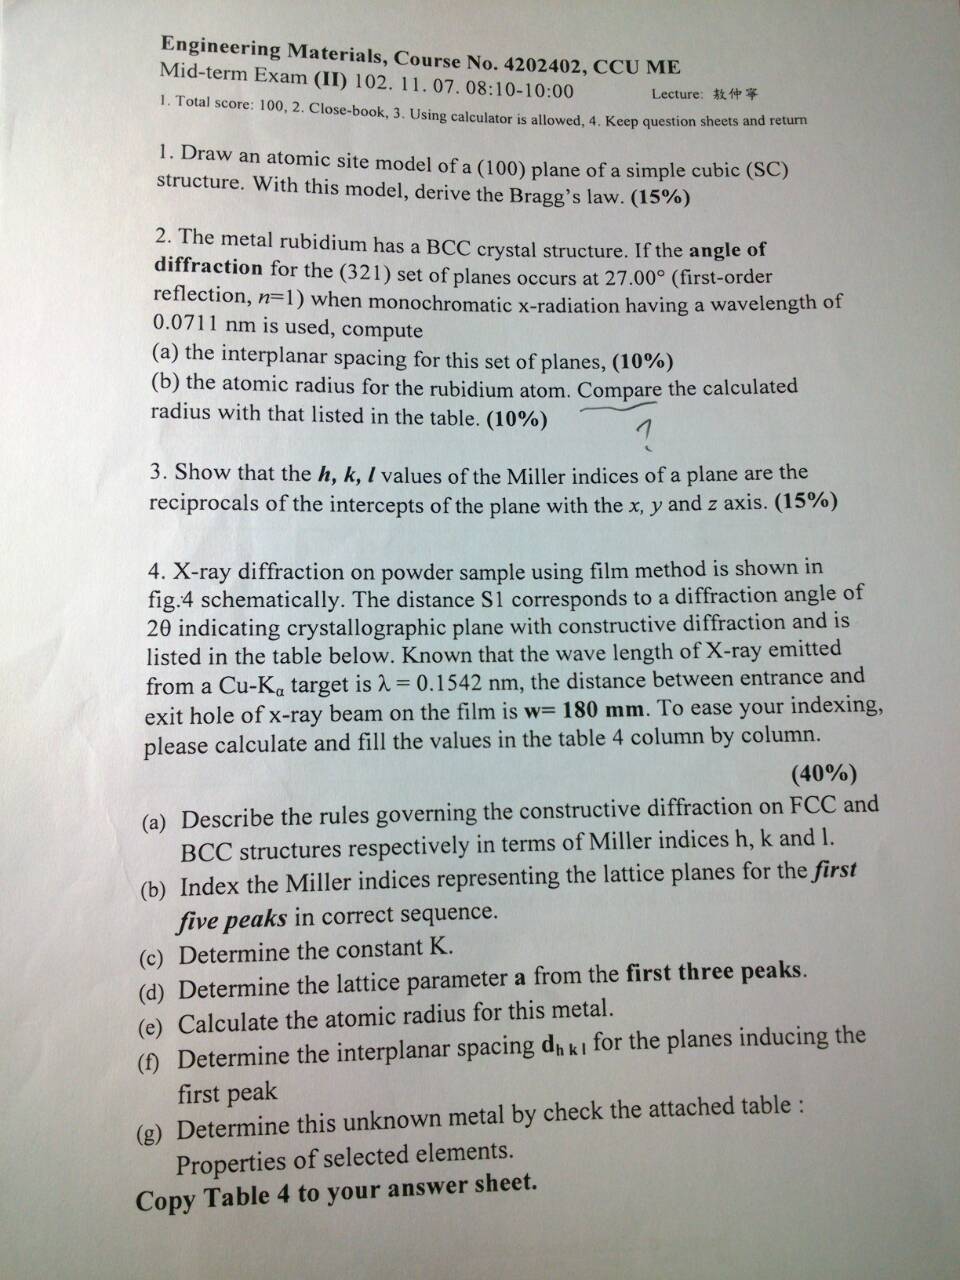 Engineering Materials, Course No. 4202402, CCU ME
Mid-term Exam (II) 102. 11. 07. 08:10-10:00 Lecture: 敖仲寧
1. Total score: 100, 2. Close-book, 3. Using calculator is allowed, 4. Keep question sheets and return
1. Draw an atomic site model of a (100) plane of a simple cubic (SC)
structure. With this model, derive the Bragg's law. (15%)
2. The metal rubidium has a BCC crystal structure. If the angle of
diffraction for the (321) set of planes occurs at 27.00° (first-order
reflection, n=1) when monochromatic x-radiation having a wavelength of
0.0711 nm is used, compute
(a) the interplanar spacing for this set of planes, (10%)
(b) the atomic radius for the rubidium atom. Compare the calculated
radius with that listed in the table. (10%) ?
3. Show that the h, k, l values of the Miller indices of a plane are the
reciprocals of the intercepts of the plane with the x, y and z axis. (15%)
4. X-ray diffraction on powder sample using film method is shown in
fig.4 schematically. The distance S1 corresponds to a diffraction angle of
2θ indicating crystallographic plane with constructive diffraction and is
listed in the table below. Known that the wave length of X-ray emitted
from a Cu-Kα target is λ = 0.1542 nm, the distance between entrance and
exit hole of x-ray beam on the film is w= 180 mm. To ease your indexing,
please calculate and fill the values in the table 4 column by column.
(40%)
(a) Describe the rules governing the constructive diffraction on FCC and
BCC structures respectively in terms of Miller indices h, k and l.
(b) Index the Miller indices representing the lattice planes for the first
five peaks in correct sequence.
(c) Determine the constant K.
(d) Determine the lattice parameter a from the first three peaks.
(e) Calculate the atomic radius for this metal.
(f) Determine the interplanar spacing dh k l for the planes inducing the
first peak
(g) Determine this unknown metal by check the attached table :
Properties of selected elements.
Copy Table 4 to your answer sheet.